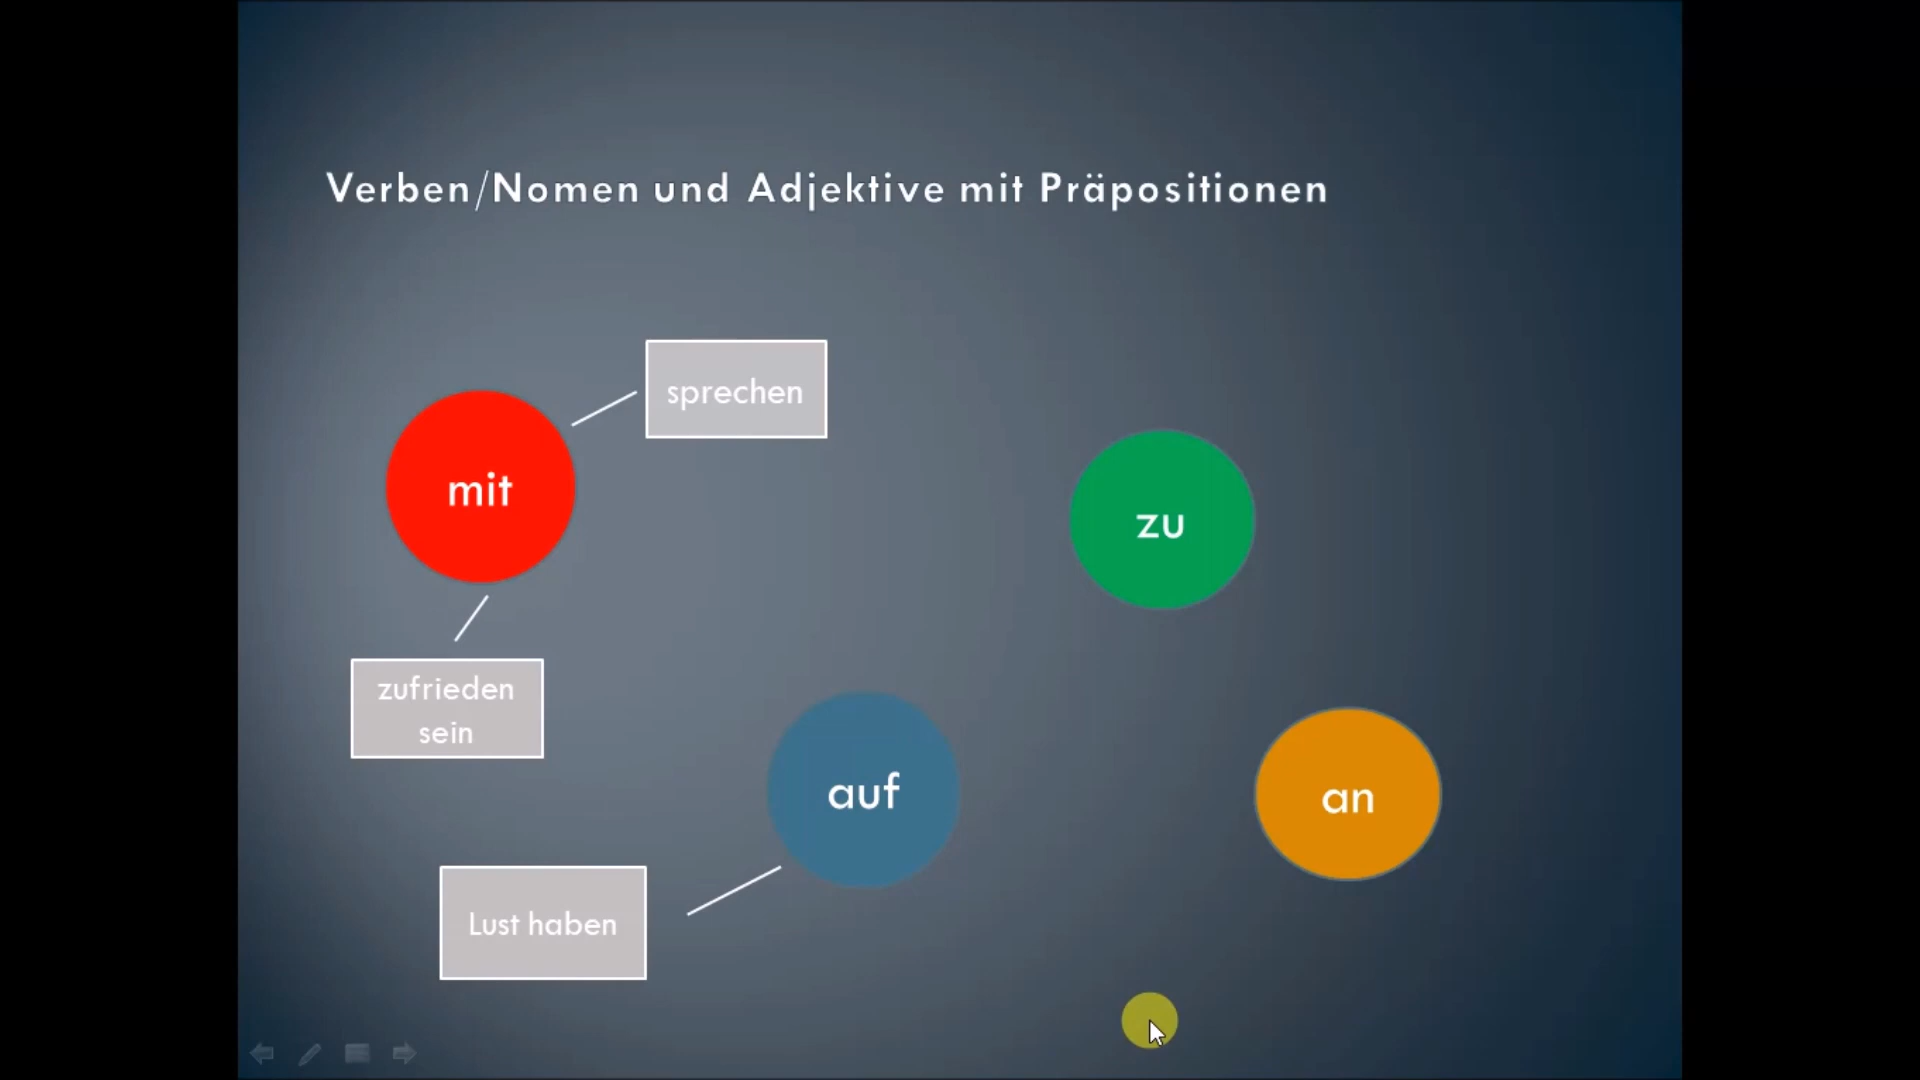 Verben/Nomen und Adjektive mit Präpositionen
sprechen
mit
zu
zufrieden
sein
auf
an
Lust haben